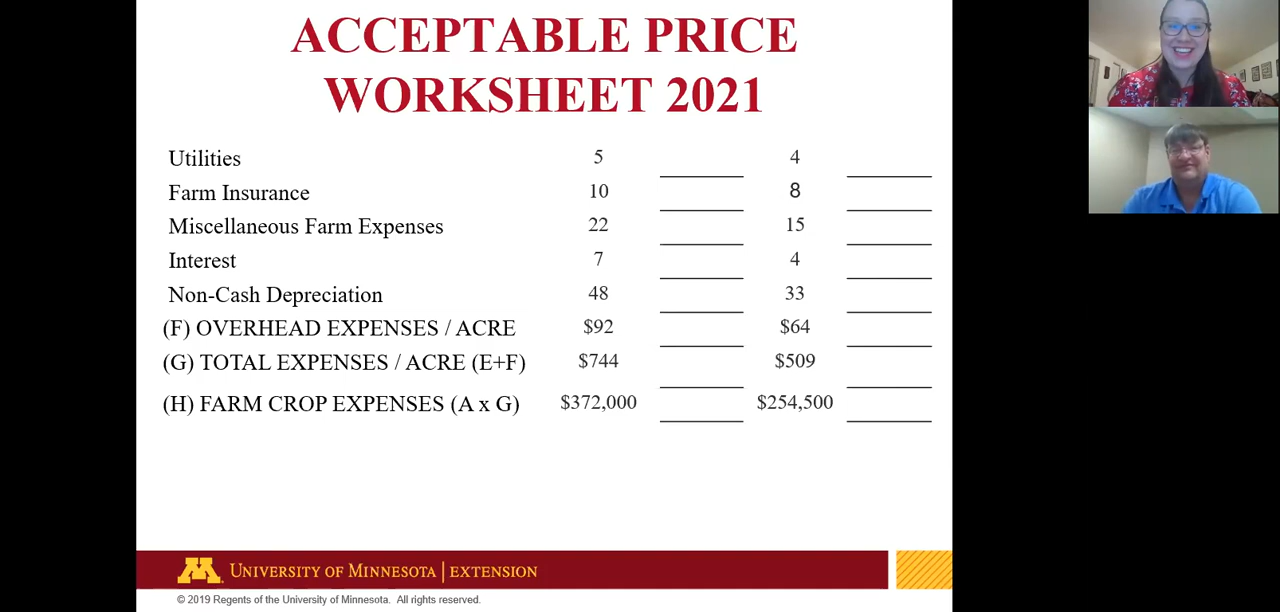 ACCEPTABLE PRICE
WORKSHEET 2021
Utilities 5 4
Farm Insurance 10 8
Miscellaneous Farm Expenses 22 15
Interest 7 4
Non-Cash Depreciation 48 33
(F) OVERHEAD EXPENSES / ACRE $92 $64
(G) TOTAL EXPENSES / ACRE (E+F) $744 $509
(H) FARM CROP EXPENSES (A x G) $372,000 $254,500
M UNIVERSITY OF MINNESOTA | EXTENSION
© 2019 Regents of the University of Minnesota. All rights reserved.